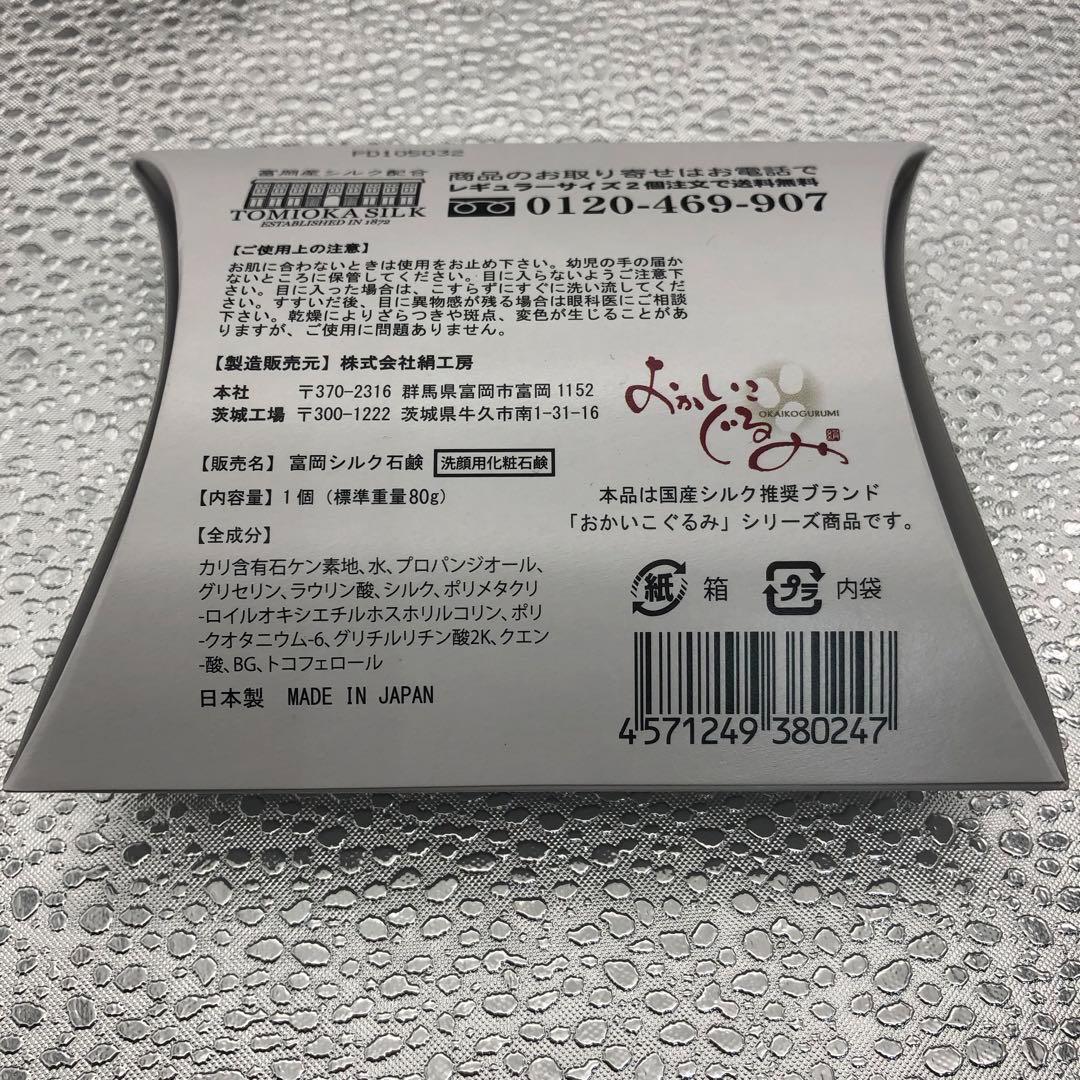 FD105032
富岡産シルク配合
TOMIOKA SILK
ESTABLISHED IN 1872
商品のお取り寄せはお電話で
レギュラーサイズ2個注文で送料無料
0120-469-907
【ご使用上の注意】
お肌に合わないときは使用をお止め下さい。幼児の手の届か
ないところに保管してください。目に入らないようご注意下
さい。目に入った場合は、こすらずにすぐに洗い流してくだ
さい。すすいだ後、目に異物感が残る場合は眼科医にご相談
下さい。乾燥によりざらつきや斑点、変色が生じることがあ
りますが、ご使用に問題ありません。
【製造販売元】株式会社絹工房
本社 〒370-2316 群馬県富岡市富岡1152
茨城工場 〒300-1222 茨城県牛久市南1-31-16
おかいこ
ぐるみ
OKAIKOGURUMI
【販売名】富岡シルク石鹸 洗顔用化粧石鹸
【内容量】1個(標準重量80g)
本品は国産シルク推奨ブランド
「おかいこぐるみ」シリーズ商品です。
【全成分】
カリ含有石ケン素地、水、プロパンジオール、
グリセリン、ラウリン酸、シルク、ポリメタクリ
-ロイルオキシエチルホスホリルコリン、ポリ
-クオタニウム-6、グリチルリチン酸2K、クエン
-酸、BG、トコフェロール
日本製 MADE IN JAPAN
紙 箱 プラ 内袋
4571249380247